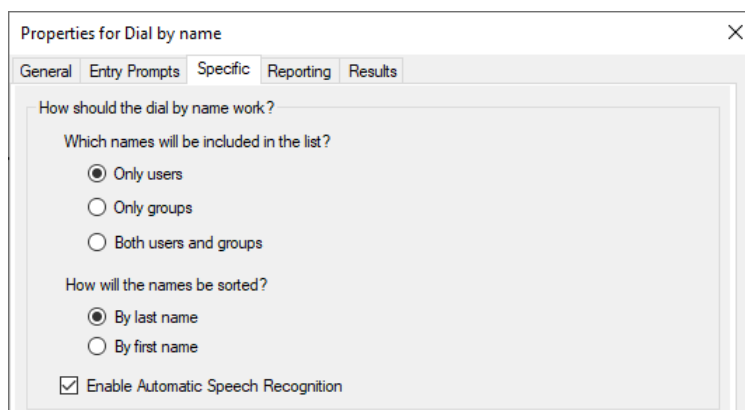 Properties for Dial by name
General Entry Prompts Specific Reporting Results
How should the dial by name work?
Which names will be included in the list?
Only users
Only groups
Both users and groups
How will the names be sorted?
By last name
By first name
Enable Automatic Speech Recognition